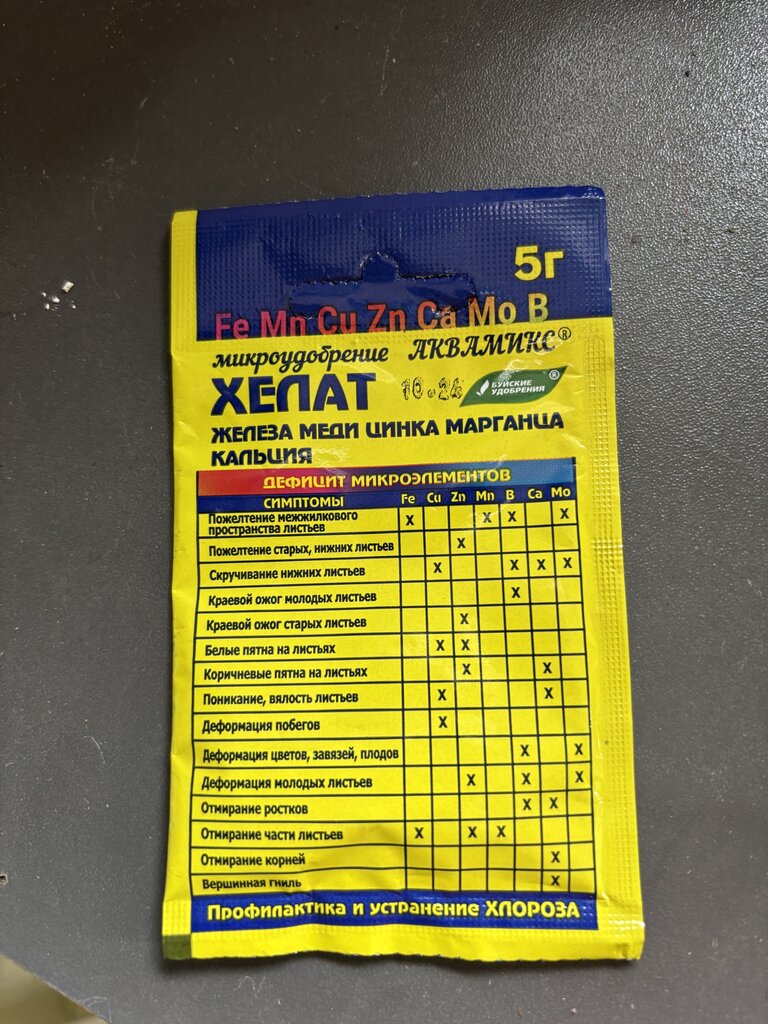 5г
Fe Mn Cu Zn Ca Mo B
микроудобрение АКВАМИКС®
ХЕЛАТ 10.24 БУЙСКИЕ УДОБРЕНИЯ ®
ЖЕЛЕЗА МЕДИ ЦИНКА МАРГАНЦА
КАЛЬЦИЯ
ДЕФИЦИТ МИКРОЭЛЕМЕНТОВ
СИМПТОМЫ Fe Cu Zn Mn B Ca Mo
Пожелтение межжилкового
пространства листьев X X X X
Пожелтение старых, нижних листьев X
Скручивание нижних листьев X X X X
Краевой ожог молодых листьев X
Краевой ожог старых листьев X
Белые пятна на листьях X X
Коричневые пятна на листьях X X
Поникание, вялость листьев X X
Деформация побегов X
Деформация цветов, завязей, плодов X X
Деформация молодых листьев X X X
Отмирание ростков X X
Отмирание части листьев X X X
Отмирание корней X
Вершинная гниль X
Профилактика и устранение ХЛОРОЗА